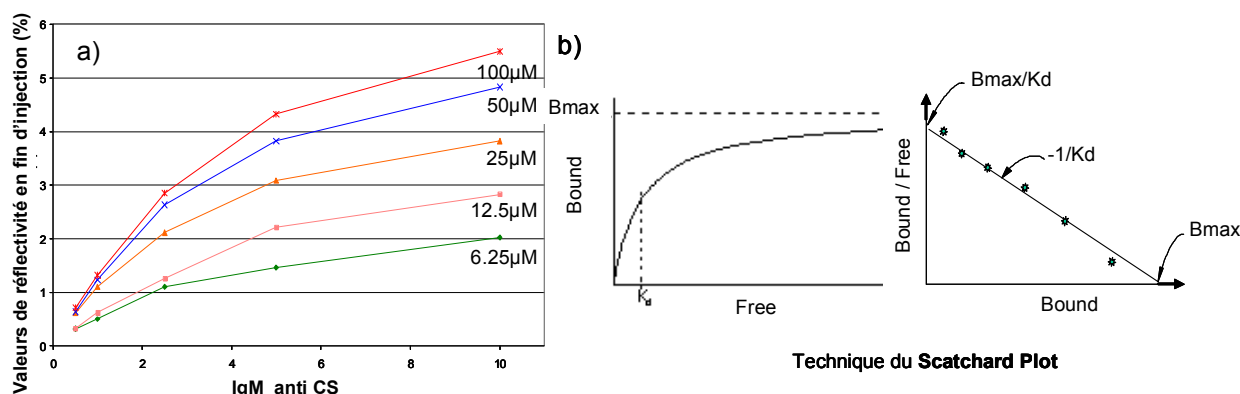 a)
Valeurs de réflectivité en fin d'injection (%)
6
5
4
3
2
1
0
0
2
4
6
8
10
IgM anti CS
100µM
50µM
25µM
12.5µM
6.25µM
b)
Bmax
Bound
Kd
Free
Bmax/Kd
-1/Kd
Bmax
Bound / Free
Bound
Technique du Scatchard Plot